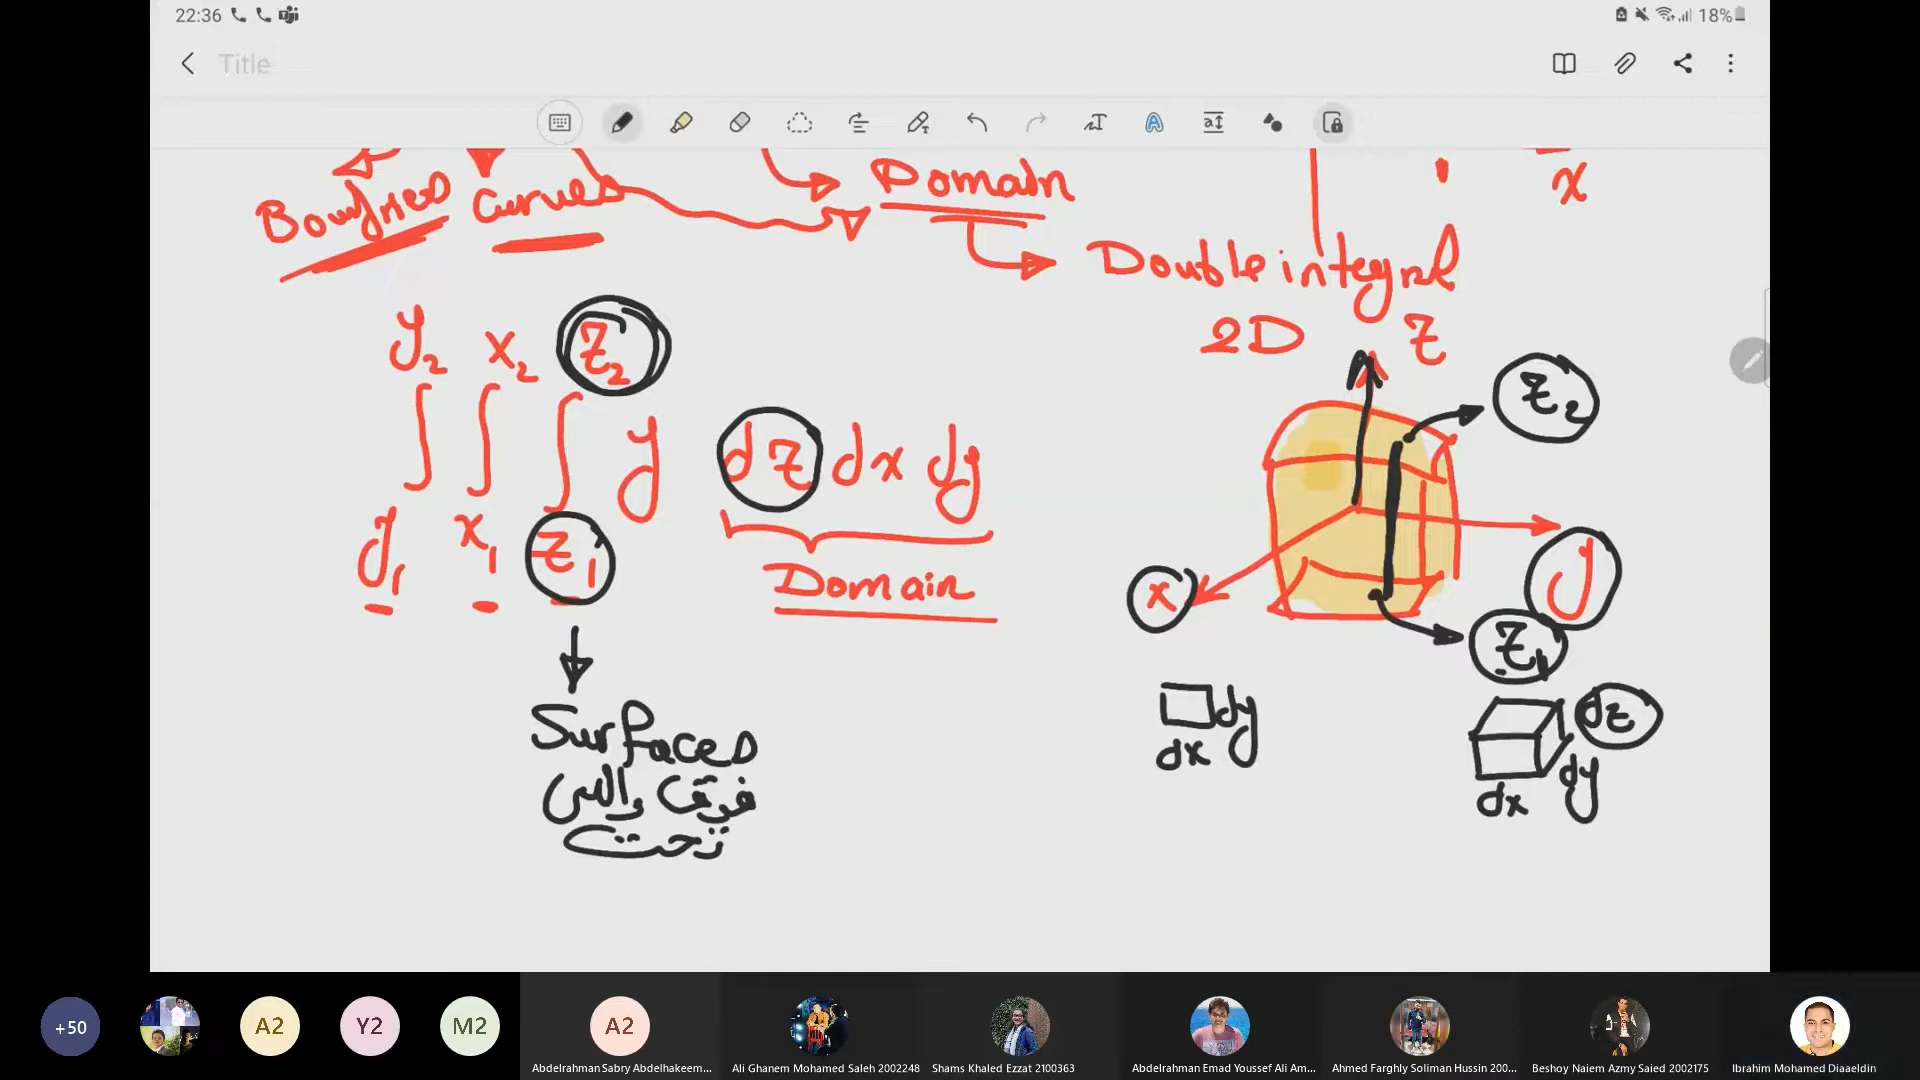 22:36
18%
Title
Boundries Curves
Domain
x
Double integral
2D
z
y₂ x₂ z₂
∫ ∫ ∫ y dz dx dy
y₁ x₁ z₁
Domain
z₂
x
y
z₁
dy
dx
dz
dy
dx
Surfaces
فوق واللى
تحت
+50
A2
Y2
M2
A2
Abdelrahman Sabry Abdelhakeem...
Ali Ghanem Mohamed Saleh 2002248
Shams Khaled Ezzat 2100363
Abdelrahman Emad Youssef Ali Am...
Ahmed Farghly Soliman Hussin 200...
Beshoy Naiem Azmy Saied 2002175
Ibrahim Mohamed Diaaeldin